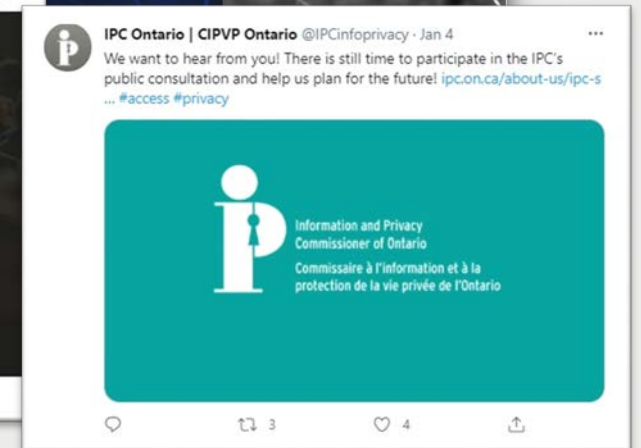 IPC Ontario | CIPVP Ontario @IPCinfoprivacy · Jan 4
We want to hear from you! There is still time to participate in the IPC's
public consultation and help us plan for the future! ipc.on.ca/about-us/ipc-s
... #access #privacy
Information and Privacy
Commissioner of Ontario
Commissaire à l'information et à la
protection de la vie privée de l'Ontario
3 4